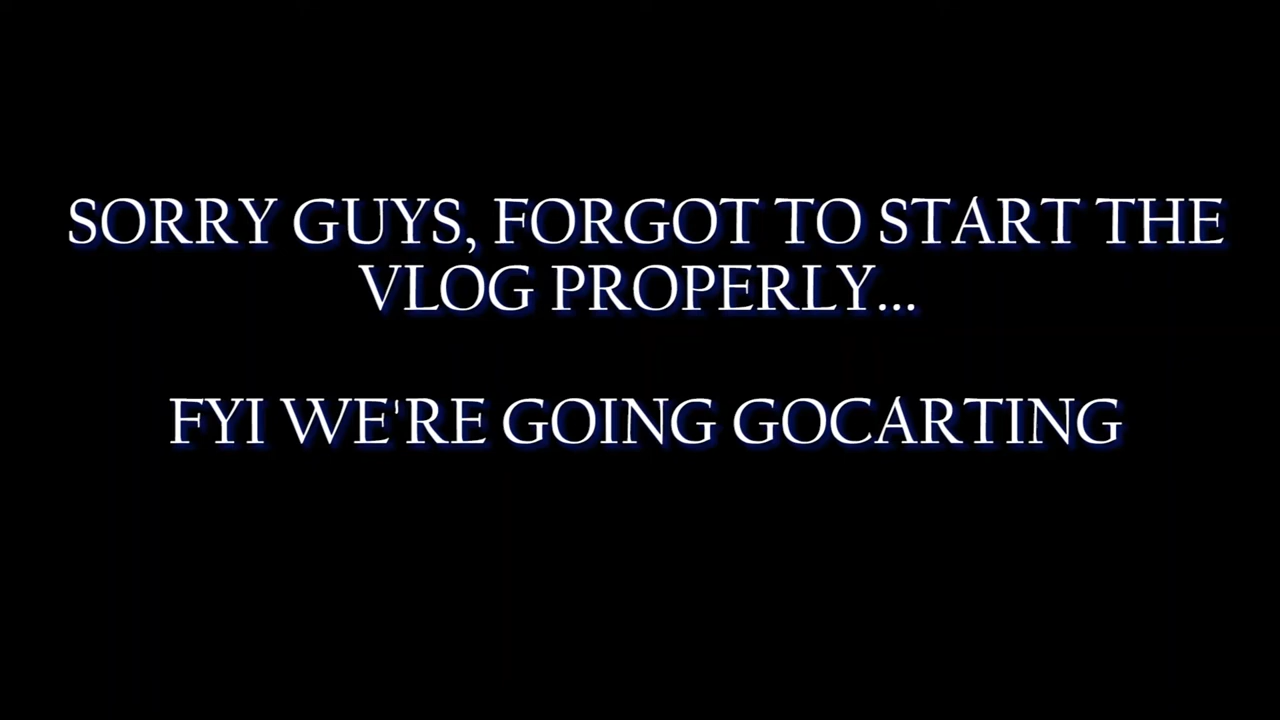 SORRY GUYS, FORGOT TO START THE
VLOG PROPERLY...
FYI WE'RE GOING GOCARTING